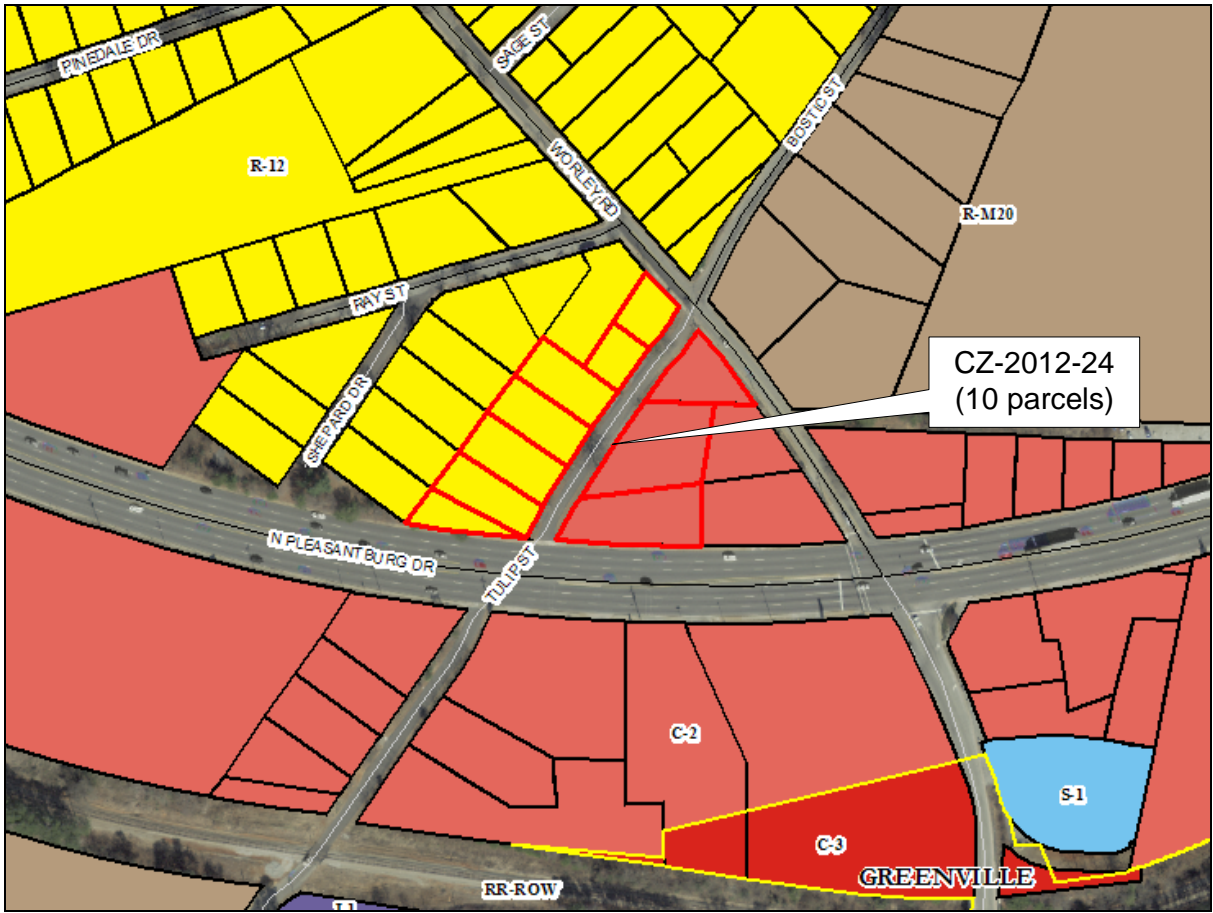 PINEDALE DR
SAGE ST
BOSTIC ST
WORLEY RD
R-12
R-M20
RAY ST
CZ-2012-24
(10 parcels)
SHEPARD DR
N PLEASANTBURG DR
TULIP ST
C-2
S-1
C-3
GREENVILLE
RR-ROW